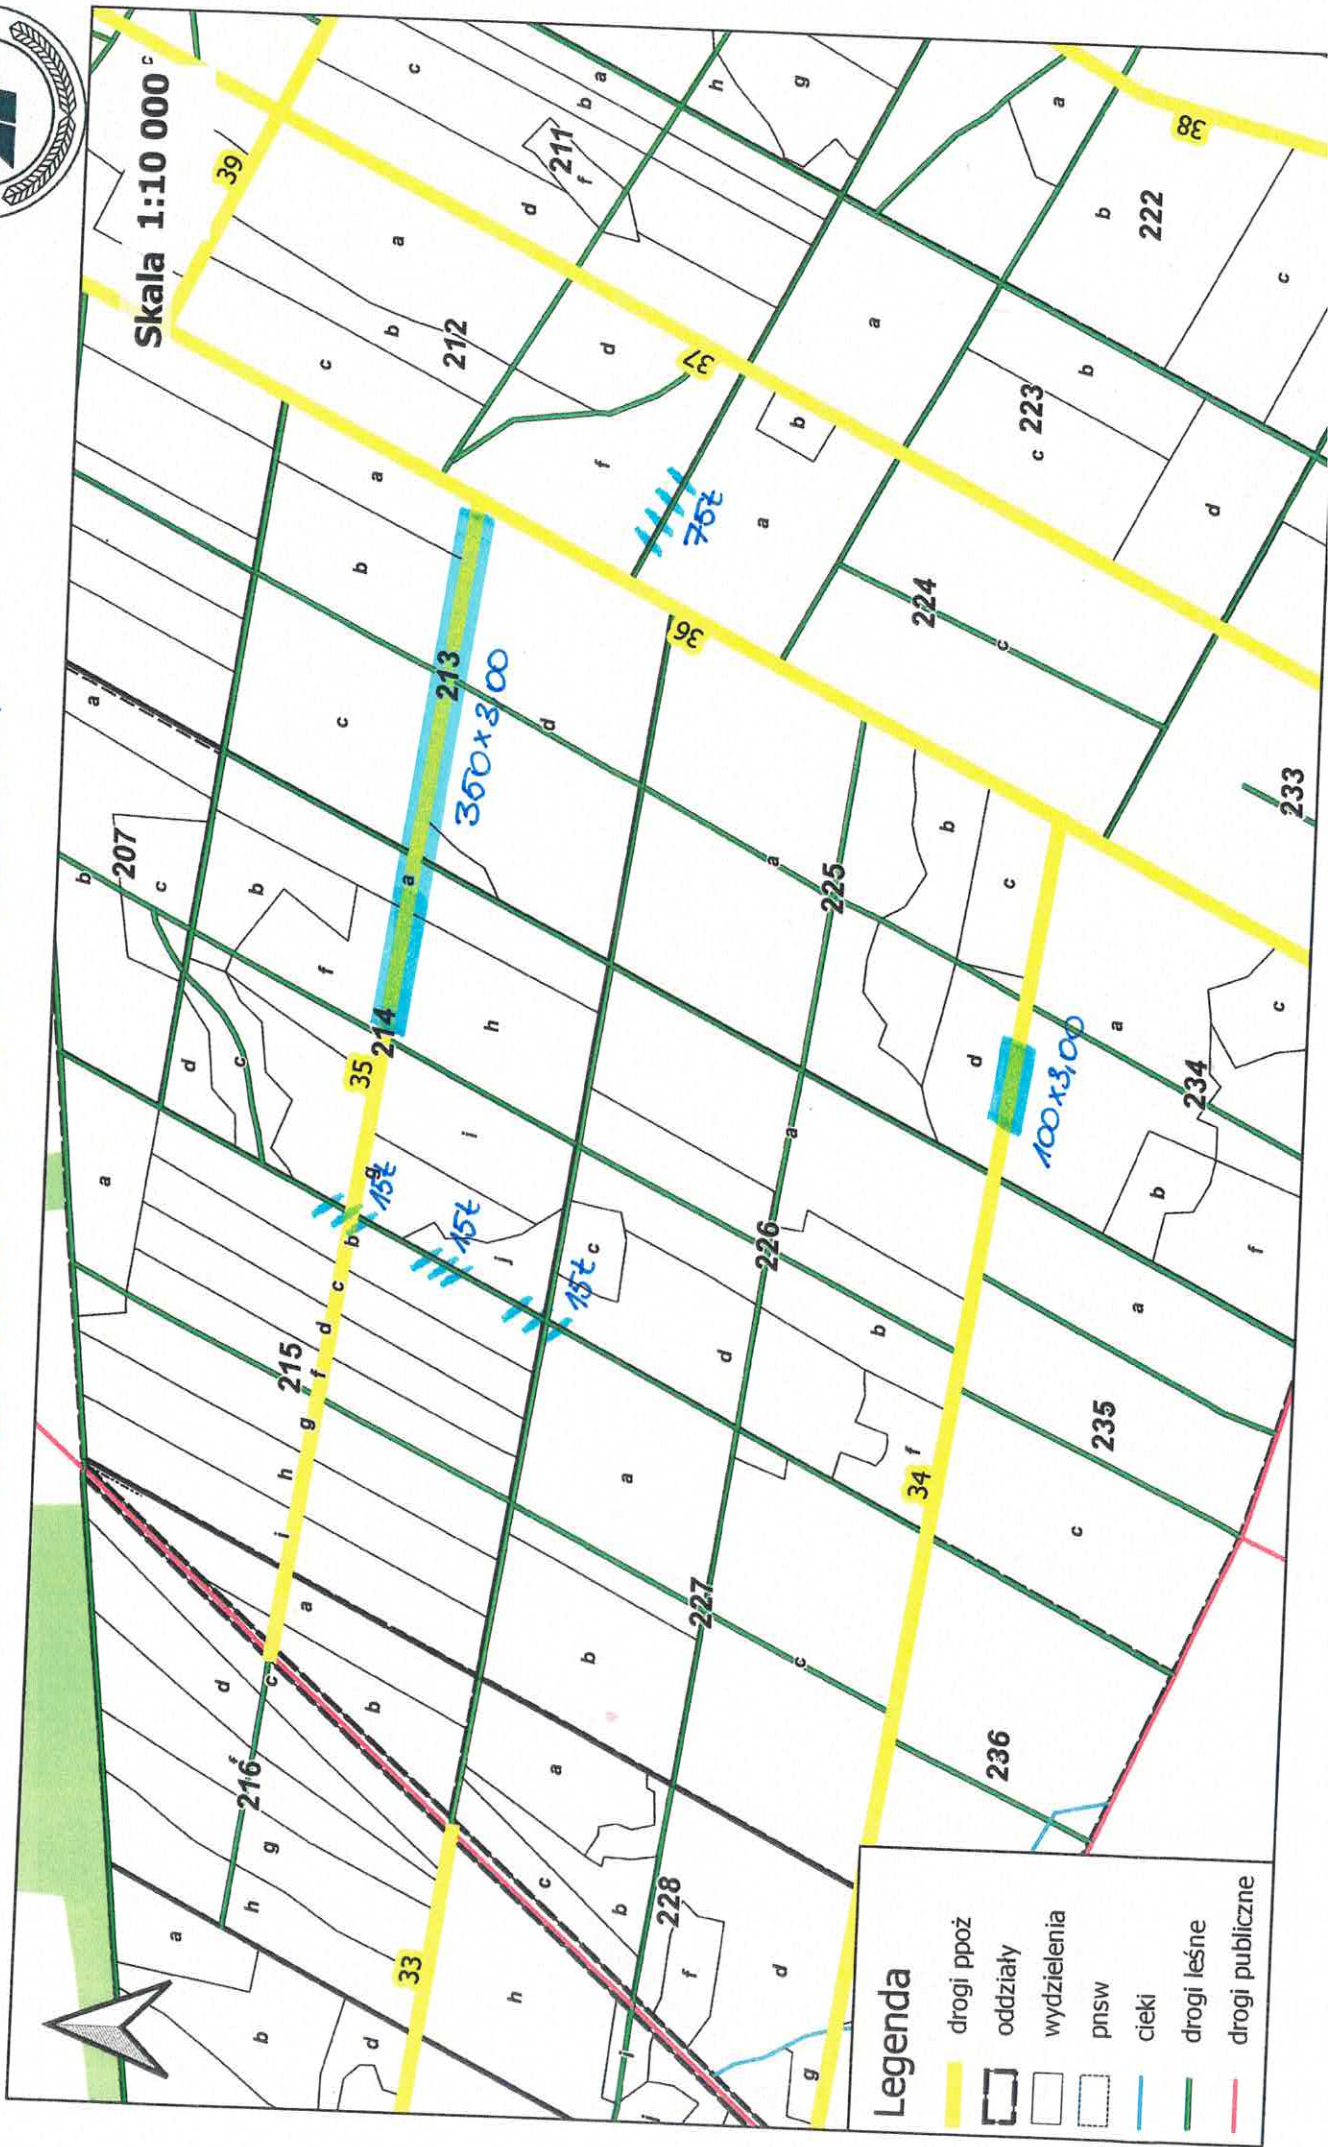 Skala 1:10 000
c
39
a
b
c
212
d
c
a
b
211
f
d
h
g
a
38
b
222
c
37
a
b
f
75t
a
b
223
c
d
36
224
c
233
a
b
213
c
350x3,00
d
a
207
b
c
b
f
a
214
35
h
d
c
i
g
15t
15t
j
15t
c
a
225
b
c
d
100x3,00
a
234
c
b
f
a
b
c
d
f
g
h
i
215
a
226
d
b
34
f
a
235
c
a
b
227
c
236
a
b
d
c
216
f
g
h
a
b
d
33
h
a
c
b
228
f
d
i
j
g
Legenda
drogi ppoż
oddziały
wydzielenia
pnsw
cieki
drogi leśne
drogi publiczne